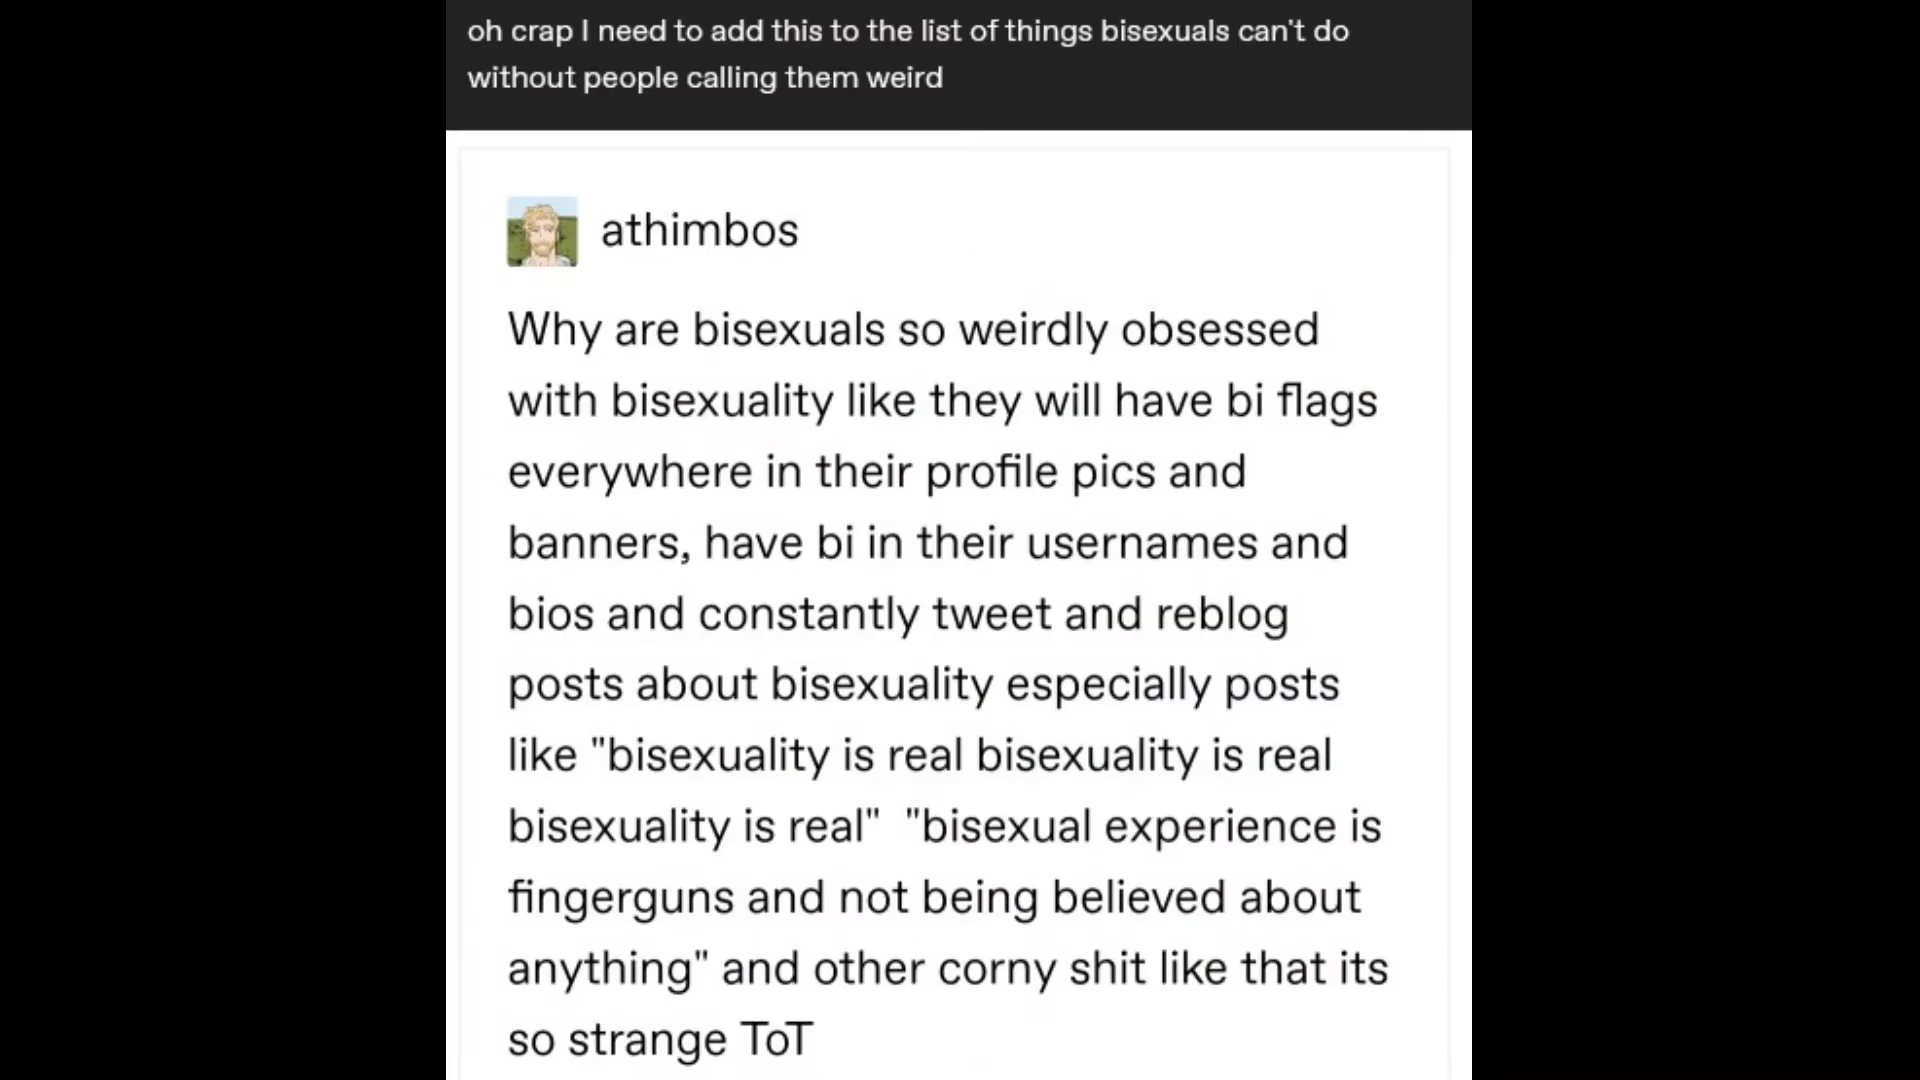 oh crap I need to add this to the list of things bisexuals can't do
without people calling them weird
athimbos
Why are bisexuals so weirdly obsessed
with bisexuality like they will have bi flags
everywhere in their profile pics and
banners, have bi in their usernames and
bios and constantly tweet and reblog
posts about bisexuality especially posts
like "bisexuality is real bisexuality is real
bisexuality is real"  "bisexual experience is
fingerguns and not being believed about
anything" and other corny shit like that its
so strange ToT